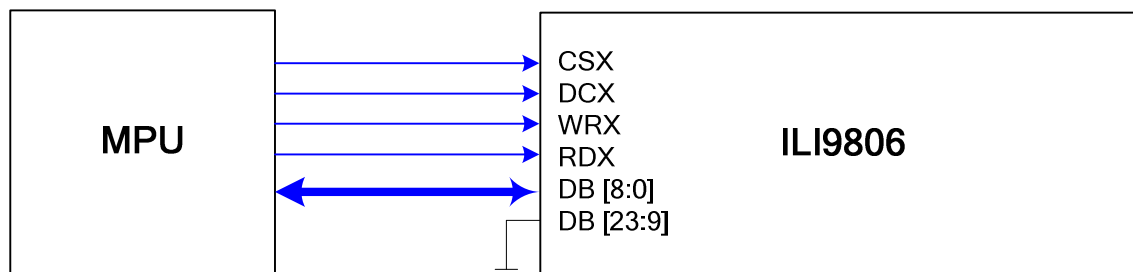 MPU
CSX
DCX
WRX
RDX
DB [8:0]
DB [23:9]
ILI9806